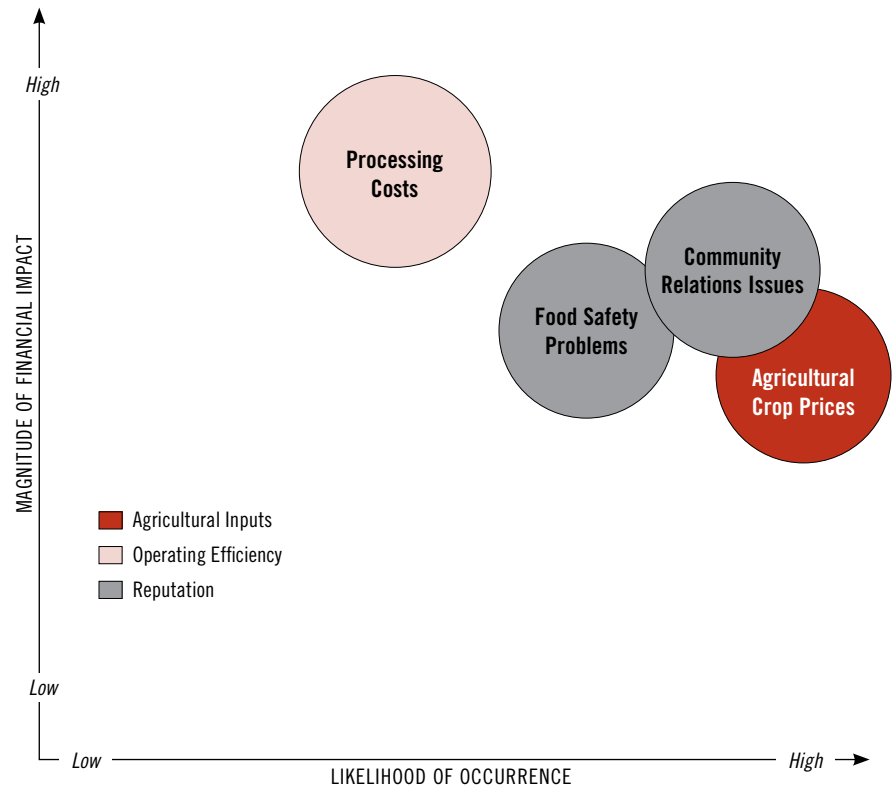 High
Processing
Costs
Community
Relations Issues
Food Safety
Problems
Agricultural
Crop Prices
MAGNITUDE OF FINANCIAL IMPACT
Agricultural Inputs
Operating Efficiency
Reputation
Low
Low
High
LIKELIHOOD OF OCCURRENCE